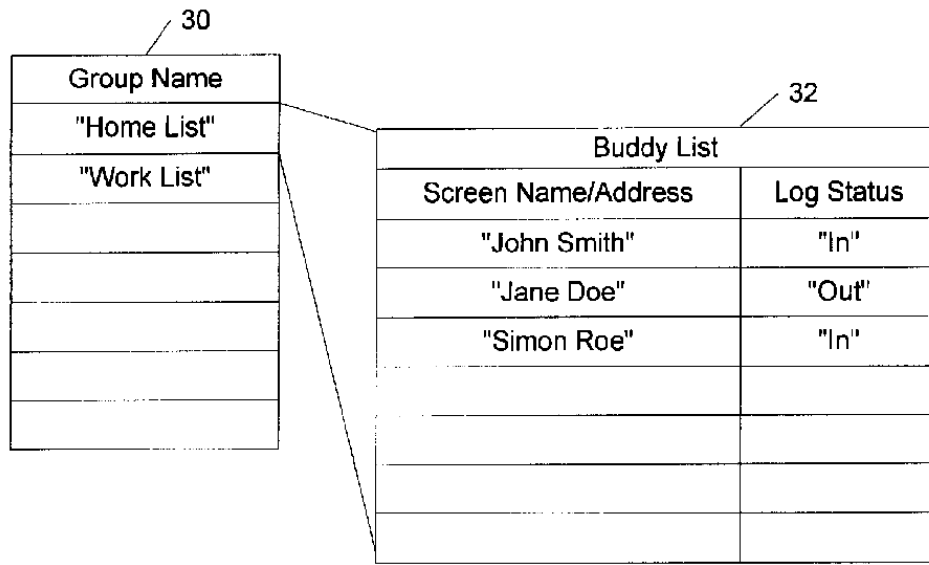 30
Group Name
"Home List"
"Work List"
32
Buddy List
Screen Name/Address Log Status
"John Smith" "In"
"Jane Doe" "Out"
"Simon Roe" "In"